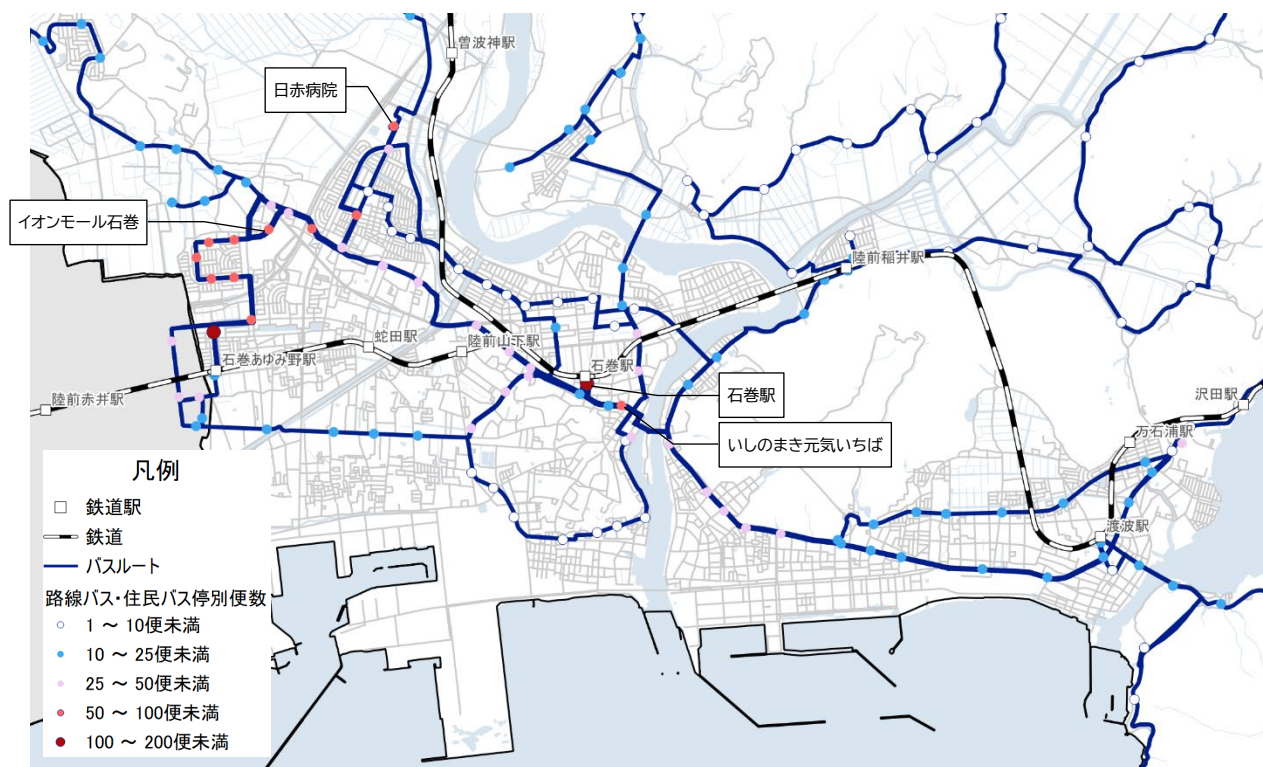 曽波神駅
日赤病院
イオンモール石巻
陸前稲井駅
石巻あゆみ野駅
蛇田駅
陸前山下駅
石巻駅
石巻駅
陸前赤井駅
沢田駅
いしのまき元気いちば
万石浦駅
渡波駅
凡例
鉄道駅
鉄道
バスルート
路線バス・住民バス停別便数
1 ～ 10便未満
10 ～ 25便未満
25 ～ 50便未満
50 ～ 100便未満
100 ～ 200便未満